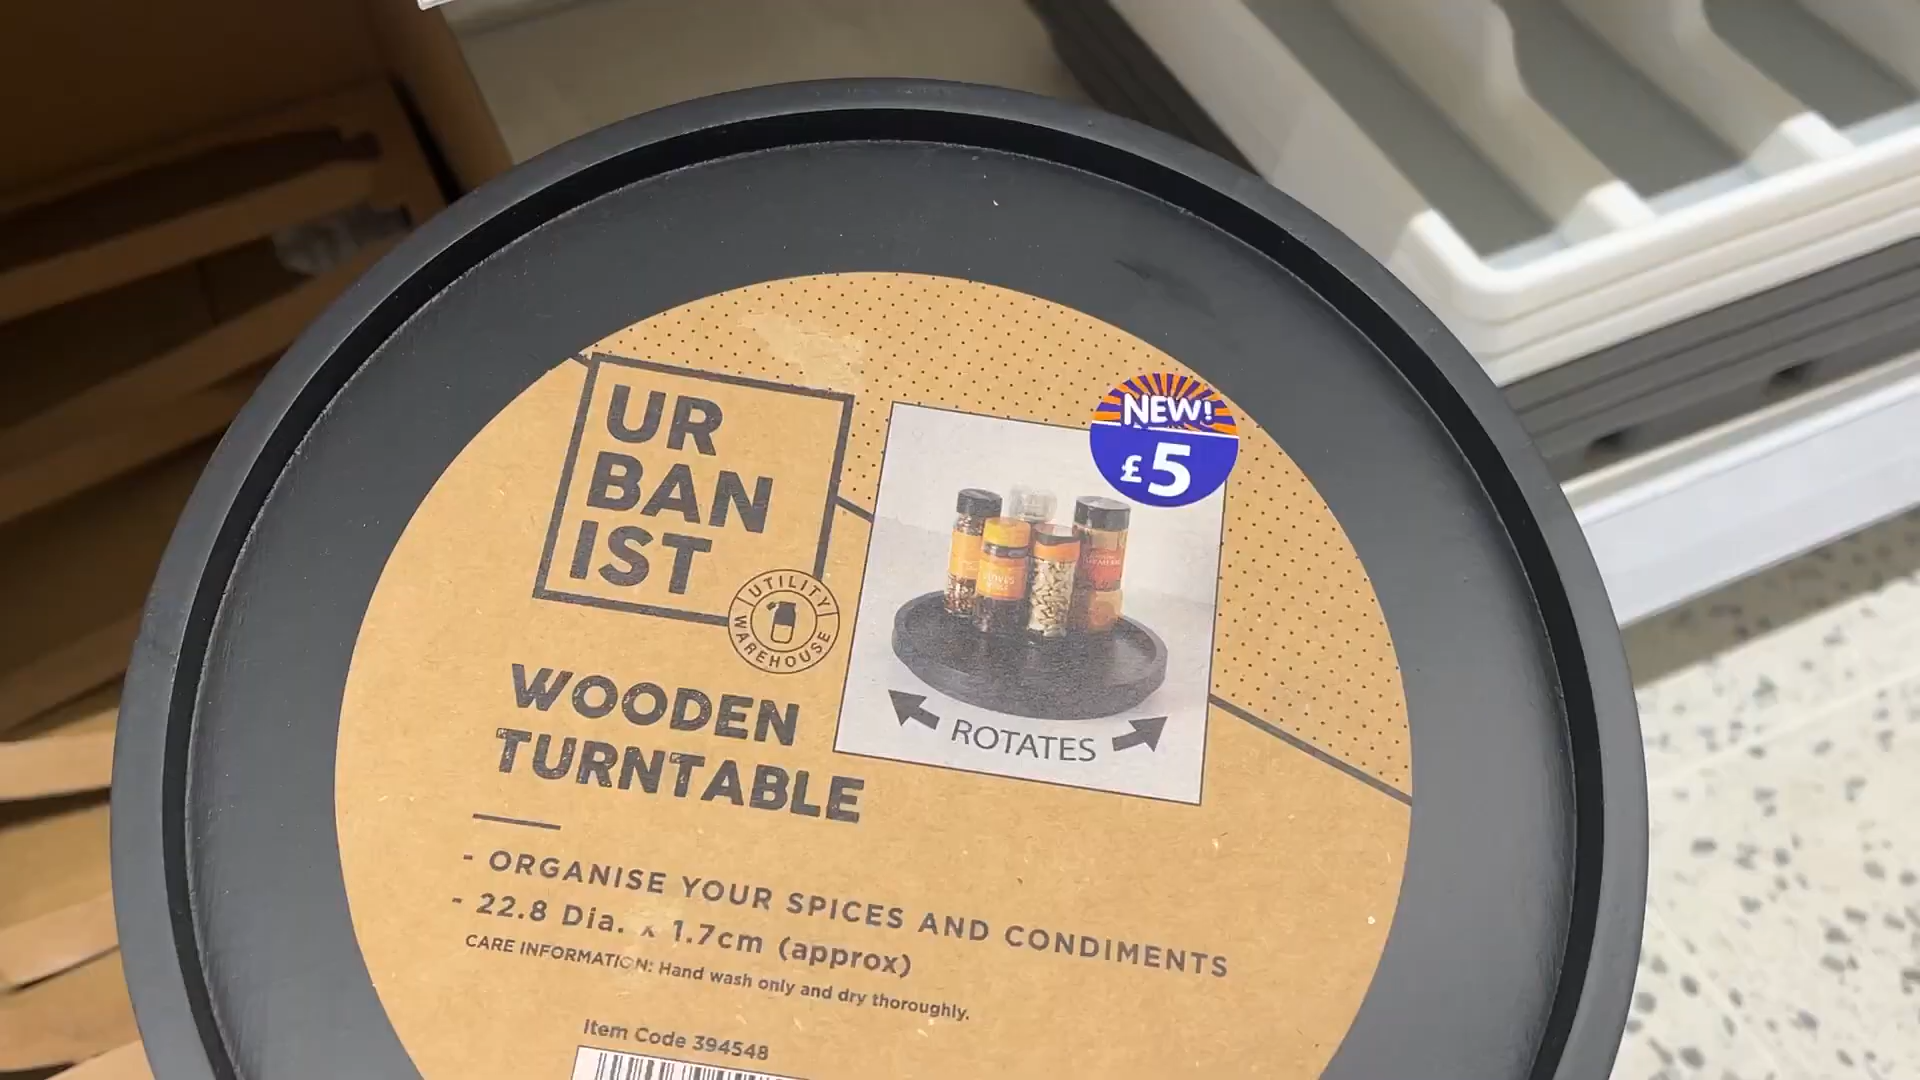 UR
BAN
IST
UTILITY
WAREHOUSE
NEW!
£5
ROTATES
WOODEN
TURNTABLE
- ORGANISE YOUR SPICES AND CONDIMENTS
- 22.8 Dia. x 1.7cm (approx)
CARE INFORMATION: Hand wash only and dry thoroughly.
Item Code 394548